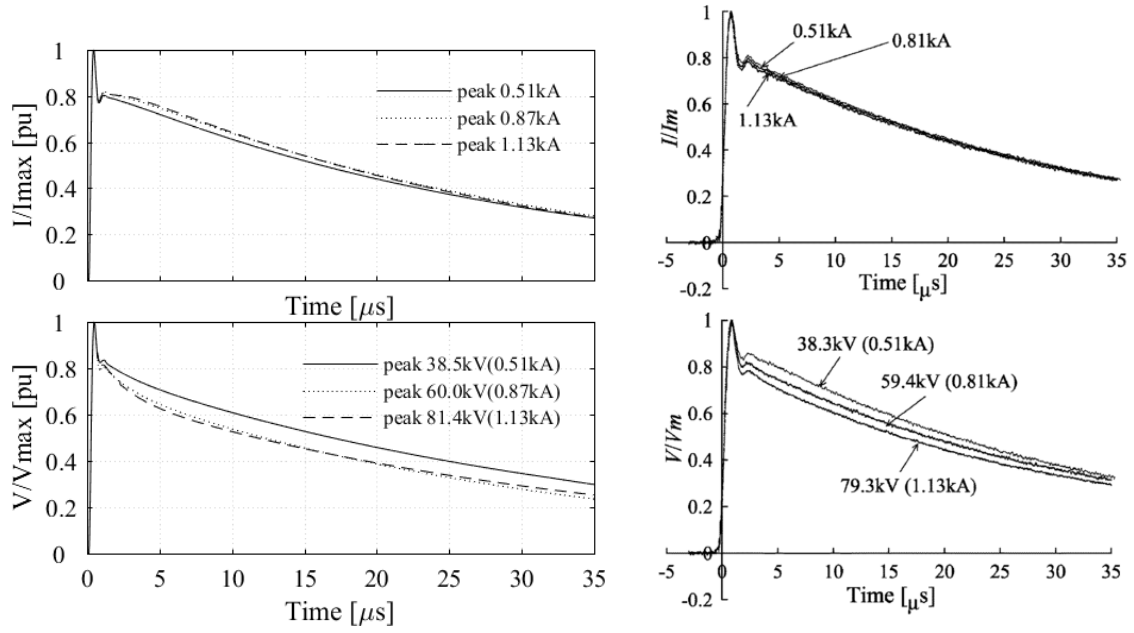 1
0.8
0.6
0.4
0.2
0
I/Imax [pu]
peak 0.51kA
peak 0.87kA
peak 1.13kA
Time [μs]
1
0.8
0.6
0.4
0.2
0
V/Vmax [pu]
peak 38.5kV(0.51kA)
peak 60.0kV(0.87kA)
peak 81.4kV(1.13kA)
0 5 10 15 20 25 30 35
Time [μs]
1
0.8
0.6
0.4
0.2
0
-0.2
I/Im
0.51kA
0.81kA
1.13kA
-5 0 5 10 15 20 25 30 35
Time [μs]
1
0.8
0.6
0.4
0.2
0
-0.2
V/Vm
38.3kV (0.51kA)
59.4kV (0.81kA)
79.3kV (1.13kA)
-5 0 5 10 15 20 25 30 35
Time [μs]